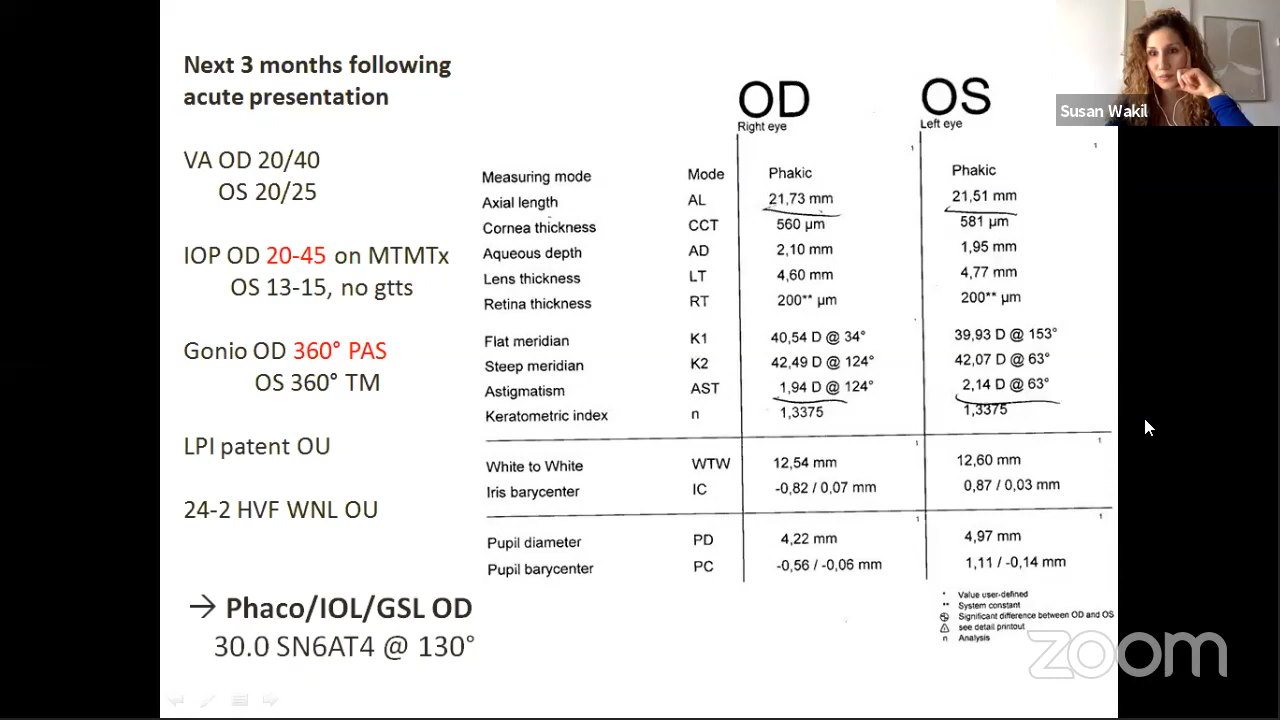 Next 3 months following
acute presentation
VA OD 20/40
OS 20/25
IOP OD 20-45 on MTMTx
OS 13-15, no gtts
Gonio OD 360° PAS
OS 360° TM
LPI patent OU
24-2 HVF WNL OU
→ Phaco/IOL/GSL OD
30.0 SN6AT4 @ 130°
OD OS
Right eye Left eye
1 1
Measuring mode Mode Phakic Phakic
Axial length AL 21,73 mm 21,51 mm
Cornea thickness CCT 560 µm 581 µm
Aqueous depth AD 2,10 mm 1,95 mm
Lens thickness LT 4,60 mm 4,77 mm
Retina thickness RT 200** µm 200** µm
Flat meridian K1 40,54 D @ 34° 39,93 D @ 153°
Steep meridian K2 42,49 D @ 124° 42,07 D @ 63°
Astigmatism AST 1,94 D @ 124° 2,14 D @ 63°
Keratometric index n 1,3375 1,3375
1 1
White to White WTW 12,54 mm 12,60 mm
Iris barycenter IC -0,82 / 0,07 mm 0,87 / 0,03 mm
1 1
Pupil diameter PD 4,22 mm 4,97 mm
Pupil barycenter PC -0,56 / -0,06 mm 1,11 / -0,14 mm
* Value user-defined
** System constant
Significant difference between OD and OS
see detail printout
n Analysis
Susan Wakil
zoom